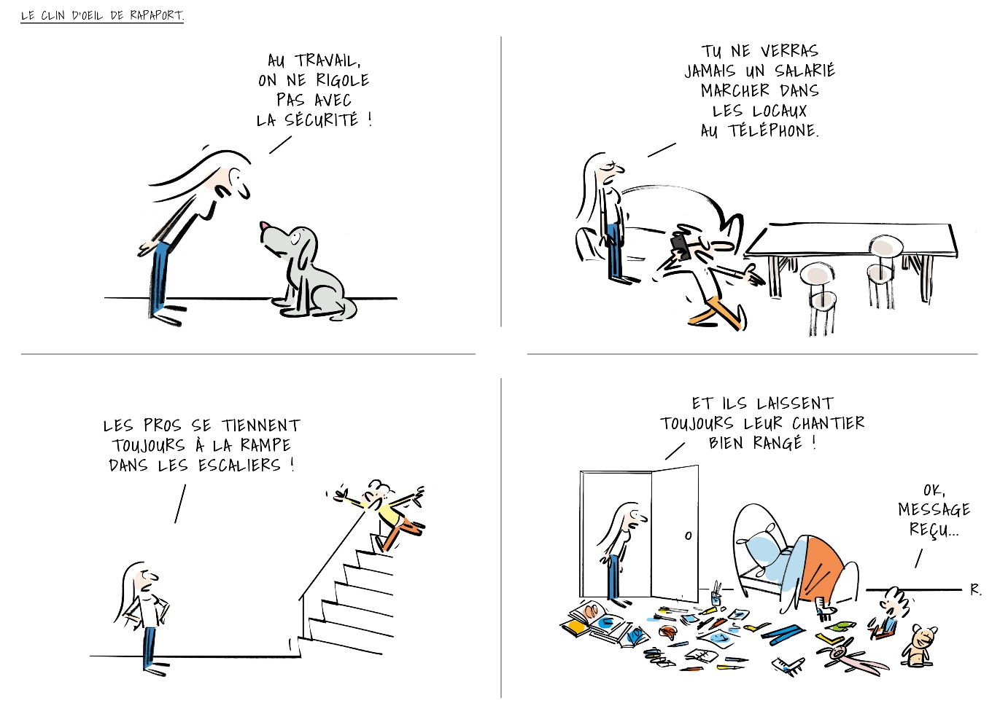 LE CLIN D'OEIL DE RAPAPORT.
AU TRAVAIL,
ON NE RIGOLE
PAS AVEC
LA SÉCURITÉ !
TU NE VERRAS
JAMAIS UN SALARIÉ
MARCHER DANS
LES LOCAUX
AU TÉLÉPHONE.
LES PROS SE TIENNENT
TOUJOURS À LA RAMPE
DANS LES ESCALIERS !
ET ILS LAISSENT
TOUJOURS LEUR CHANTIER
BIEN RANGÉ !
OK,
MESSAGE
REÇU...
R.